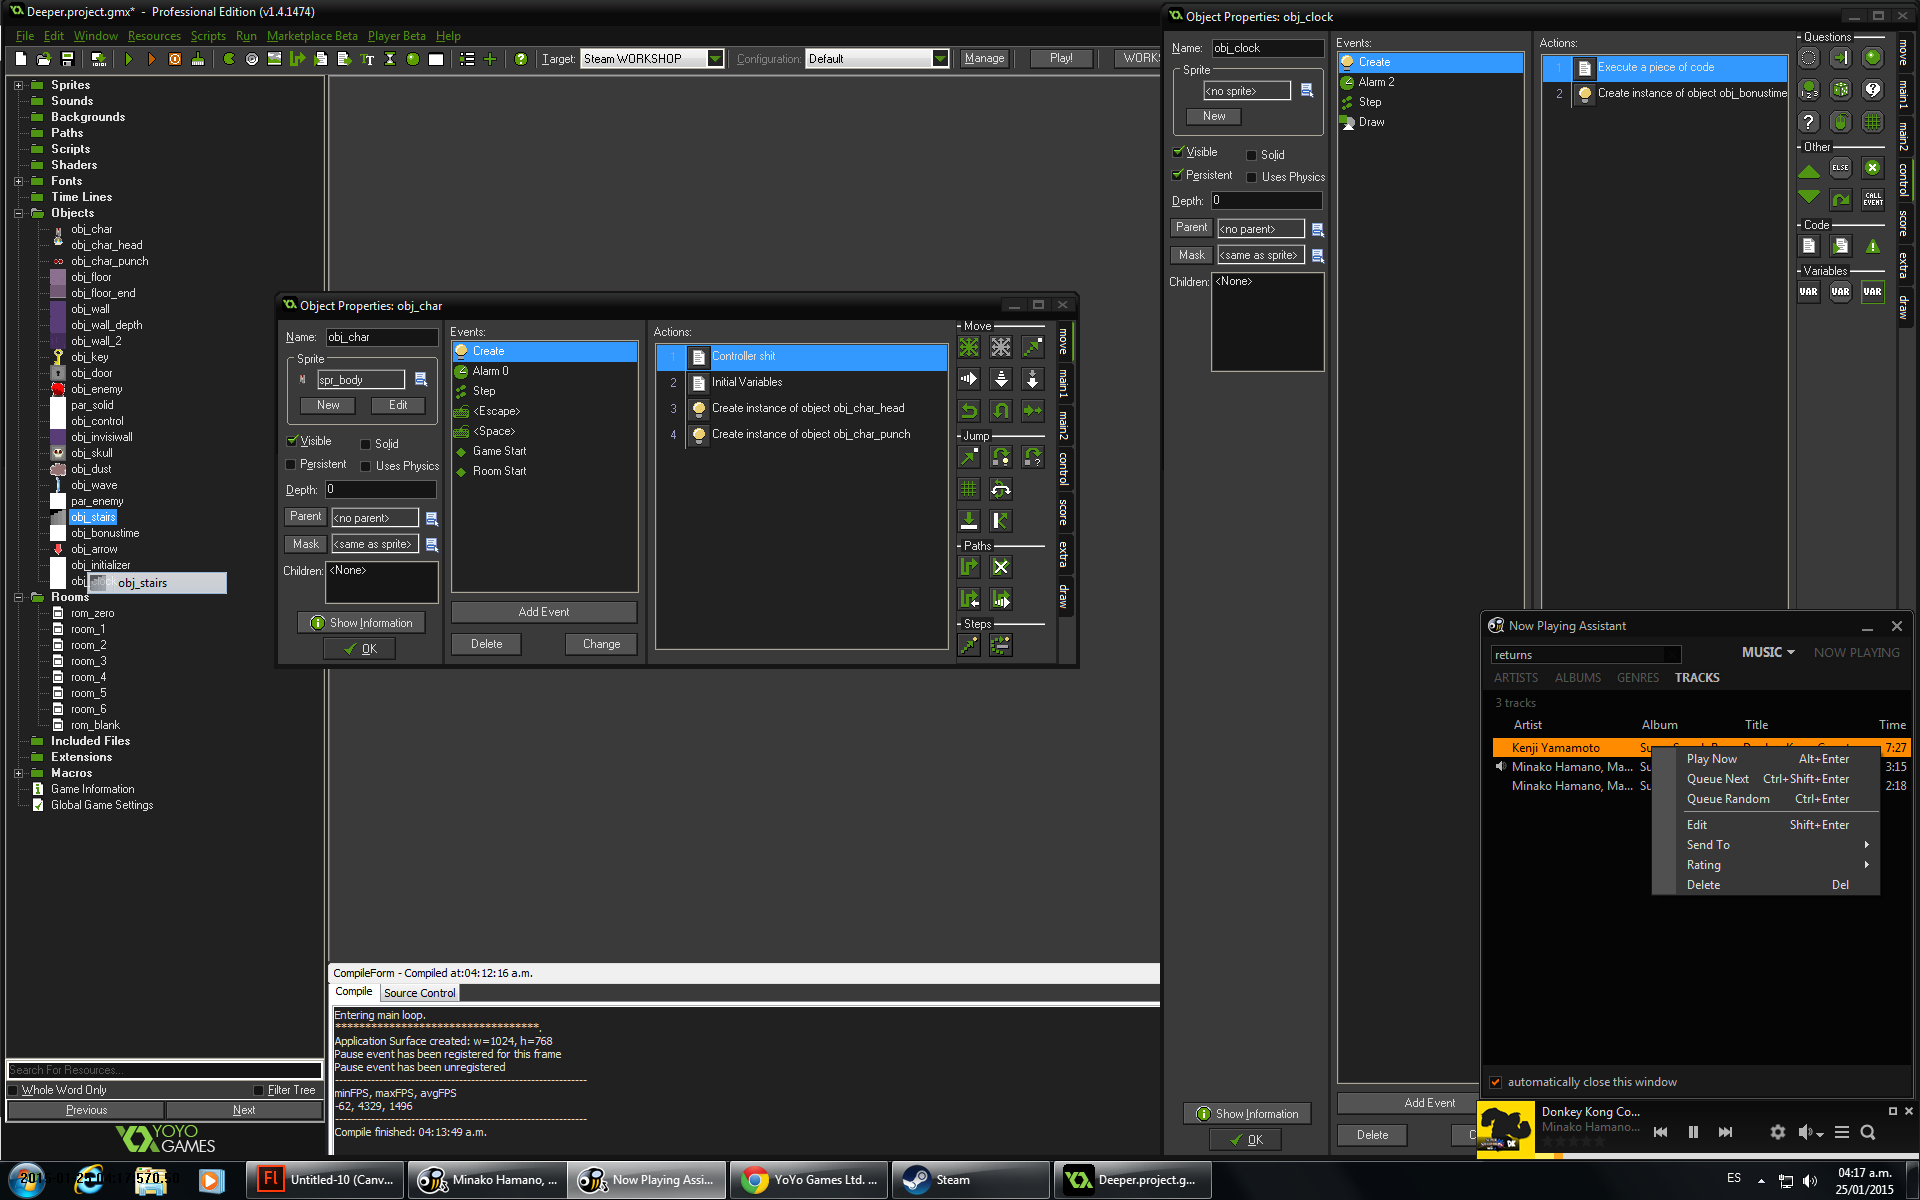 Deeper.project.gmx* - Professional Edition (v1.4.1474)
File Edit Window Resources Scripts Run Marketplace Beta Player Beta Help
Target: Steam WORKSHOP Configuration: Default Manage Play!
Sprites
Sounds
Backgrounds
Paths
Scripts
Shaders
Fonts
Time Lines
Objects
obj_char
obj_char_head
obj_char_punch
obj_floor
obj_floor_end
obj_wall
obj_wall_depth
obj_wall_2
obj_key
obj_door
obj_enemy
par_solid
obj_control
obj_invisiwall
obj_skull
obj_dust
obj_wave
par_enemy
obj_stairs
obj_bonustime
obj_arrow
obj_initializer
obj_stairs
Rooms
rom_zero
room_1
room_2
room_3
room_4
room_5
room_6
rom_blank
Included Files
Extensions
Macros
Game Information
Global Game Settings
Search For Resources...
Whole Word Only Filter Tree
Previous Next
YOYO
GAMES
Object Properties: obj_char
Name: obj_char
Sprite
spr_body
New Edit
Visible Solid
Persistent Uses Physics
Depth: 0
Parent <no parent>
Mask <same as sprite>
Children: <None>
Show Information
OK
Events:
Create
Alarm 0
Step
<Escape>
<Space>
Game Start
Room Start
Add Event
Delete Change
Actions:
1 Controller shit
2 Initial Variables
3 Create instance of object obj_char_head
4 Create instance of object obj_char_punch
Move
Jump
Paths
Steps
move
main1
main2
control
score
extra
draw
CompileForm - Compiled at:04:12:16 a.m.
Compile Source Control
Entering main loop.
***********************************.
Application Surface created: w=1024, h=768
Pause event has been registered for this frame
Pause event has been unregistered
minFPS, maxFPS, avgFPS
-62, 4329, 1496
Compile finished: 04:13:49 a.m.
Object Properties: obj_clock
Name: obj_clock
Sprite
<no sprite>
New
Visible Solid
Persistent Uses Physics
Depth: 0
Parent <no parent>
Mask <same as sprite>
Children: <None>
Show Information
OK
Events:
Create
Alarm 2
Step
Draw
Add Event
Delete
Actions:
1 Execute a piece of code
2 Create instance of object obj_bonustime
Questions
Other
ELSE
CALL EVENT
Code
Variables
VAR VAR VAR
move
main1
main2
control
score
extra
draw
Now Playing Assistant
returns MUSIC NOW PLAYING
ARTISTS ALBUMS GENRES TRACKS
3 tracks
Artist Album Title Time
Kenji Yamamoto 7:27
Minako Hamano, Ma... 3:15
Minako Hamano, Ma... 2:18
Play Now Alt+Enter
Queue Next Ctrl+Shift+Enter
Queue Random Ctrl+Enter
Edit Shift+Enter
Send To
Rating
Delete Del
automatically close this window
Donkey Kong Co...
Minako Hamano...
Untitled-10 (Canv...
Minako Hamano, ...
Now Playing Assi...
YoYo Games Ltd. ...
Steam
Deeper.project.g...
ES
04:17 a.m.
25/01/2015